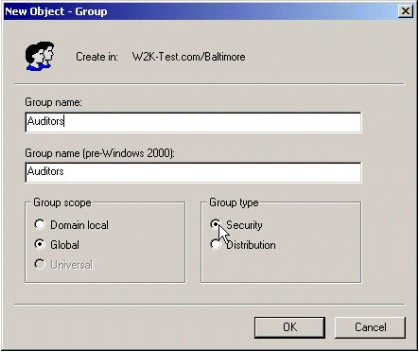 New Object - Group
Create in: W2K-Test.com/Baltimore
Group name:
Auditors
Group name (pre-Windows 2000):
Auditors
Group scope
Domain local
Global
Universal
Group type
Security
Distribution
OK Cancel